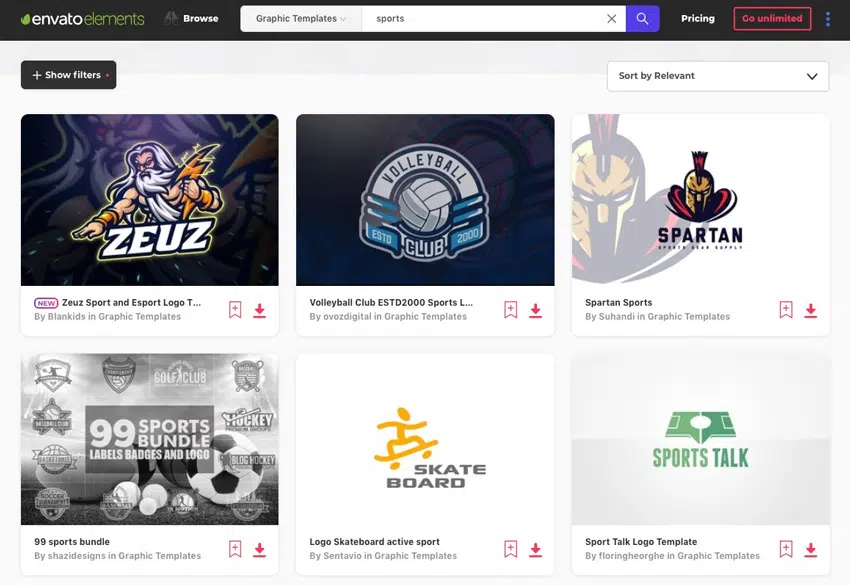 envato elements
Browse
Graphic Templates
sports
Pricing
Go unlimited
+ Show filters
Sort by Relevant
ZEUZ
VOLLEYBALL
ESTD
CLUB
2000
SPARTAN
SPORTS GEAR SUPPLY
NEW Zeuz Sport and Esport Logo T...
By Blankids in Graphic Templates
Volleyball Club ESTD2000 Sports L...
By ovozdigital in Graphic Templates
Spartan Sports
By Suhandi in Graphic Templates
GOLF CLUB
BASEBALL CLUB
99 SPORTS
BUNDLE
LABELS BADGES AND LOGO
HOCKEY
BASKETBALL
BLOG HOCKEY
SOCCER
SKATE
BOARD
SPORTS TALK
99 sports bundle
By shazidesigns in Graphic Templates
Logo Skateboard active sport
By Sentavio in Graphic Templates
Sport Talk Logo Template
By floringheorghe in Graphic Templates